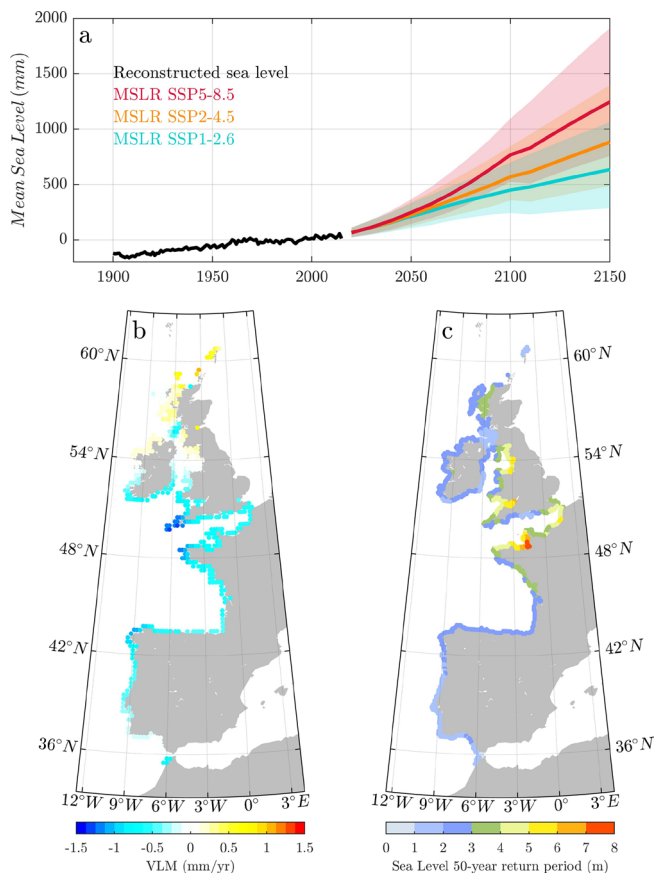 2000
a
1500
1000
500
0
Mean Sea Level (mm)
Reconstructed sea level
MSLR SSP5-8.5
MSLR SSP2-4.5
MSLR SSP1-2.6
1900 1950 2000 2050 2100 2150
b
60°N
54°N
48°N
42°N
36°N
12°W 9°W 6°W 3°W 0° 3°E
-1.5 -1 -0.5 0 0.5 1 1.5
VLM (mm/yr)
c
60°N
54°N
48°N
42°N
36°N
12°W 9°W 6°W 3°W 0° 3°E
0 1 2 3 4 5 6 7 8
Sea Level 50-year return period (m)